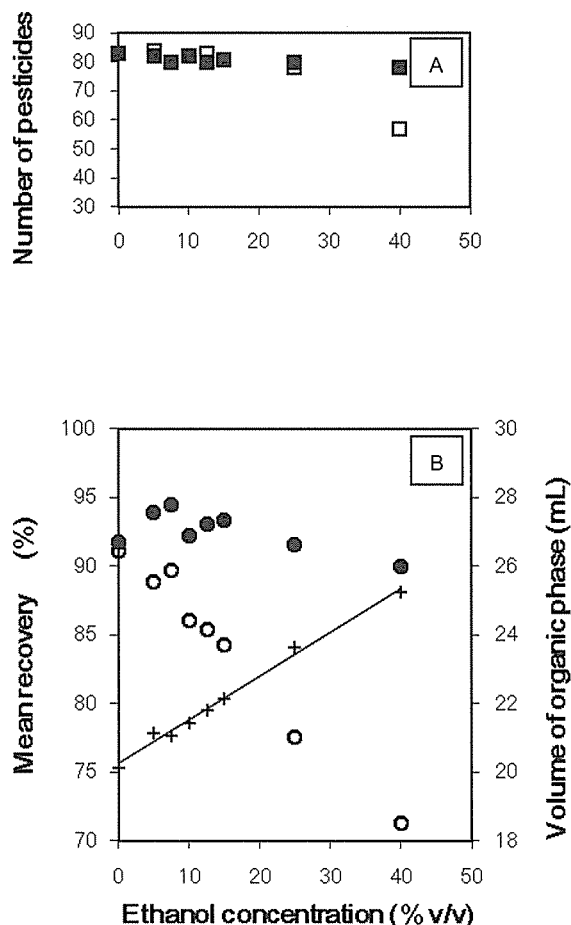 Number of pesticides
90
80
70
60
50
40
30
A
0 10 20 30 40 50
Mean recovery (%)
100
95
90
85
80
75
70
B
30
28
26
24
22
20
18
Volume of organic phase (mL)
0 10 20 30 40 50
Ethanol concentration (% v/v)